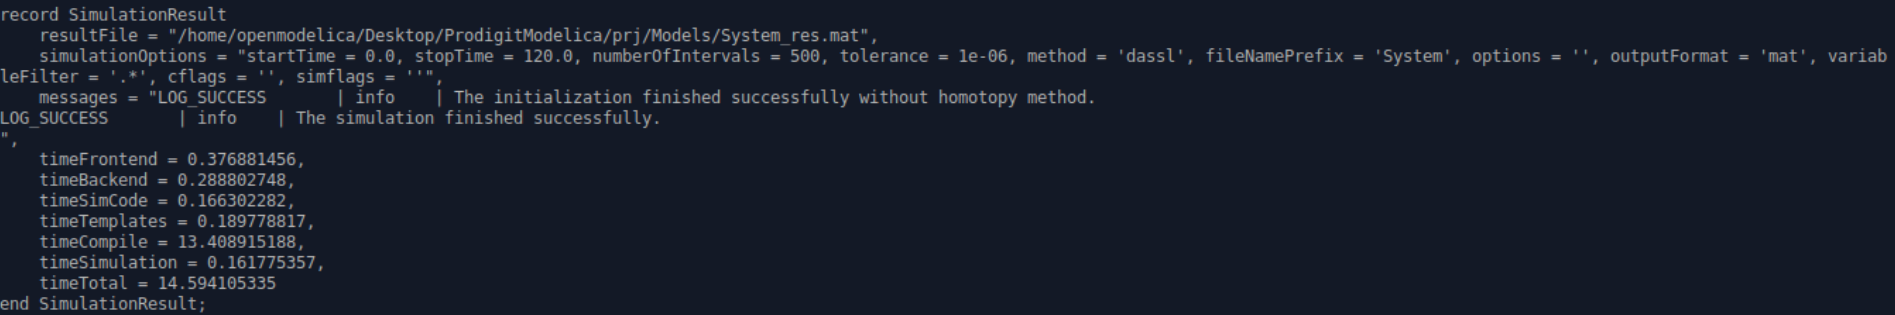 record SimulationResult
    resultFile = "/home/openmodelica/Desktop/ProdigitModelica/prj/Models/System_res.mat",
    simulationOptions = "startTime = 0.0, stopTime = 120.0, numberOfIntervals = 500, tolerance = 1e-06, method = 'dassl', fileNamePrefix = 'System', options = '', outputFormat = 'mat', variab
leFilter = '.*', cflags = '', simflags = ''",
    messages = "LOG_SUCCESS       | info    | The initialization finished successfully without homotopy method.
LOG_SUCCESS       | info    | The simulation finished successfully.
",
    timeFrontend = 0.376881456,
    timeBackend = 0.288802748,
    timeSimCode = 0.166302282,
    timeTemplates = 0.189778817,
    timeCompile = 13.408915188,
    timeSimulation = 0.161775357,
    timeTotal = 14.594105335
end SimulationResult;